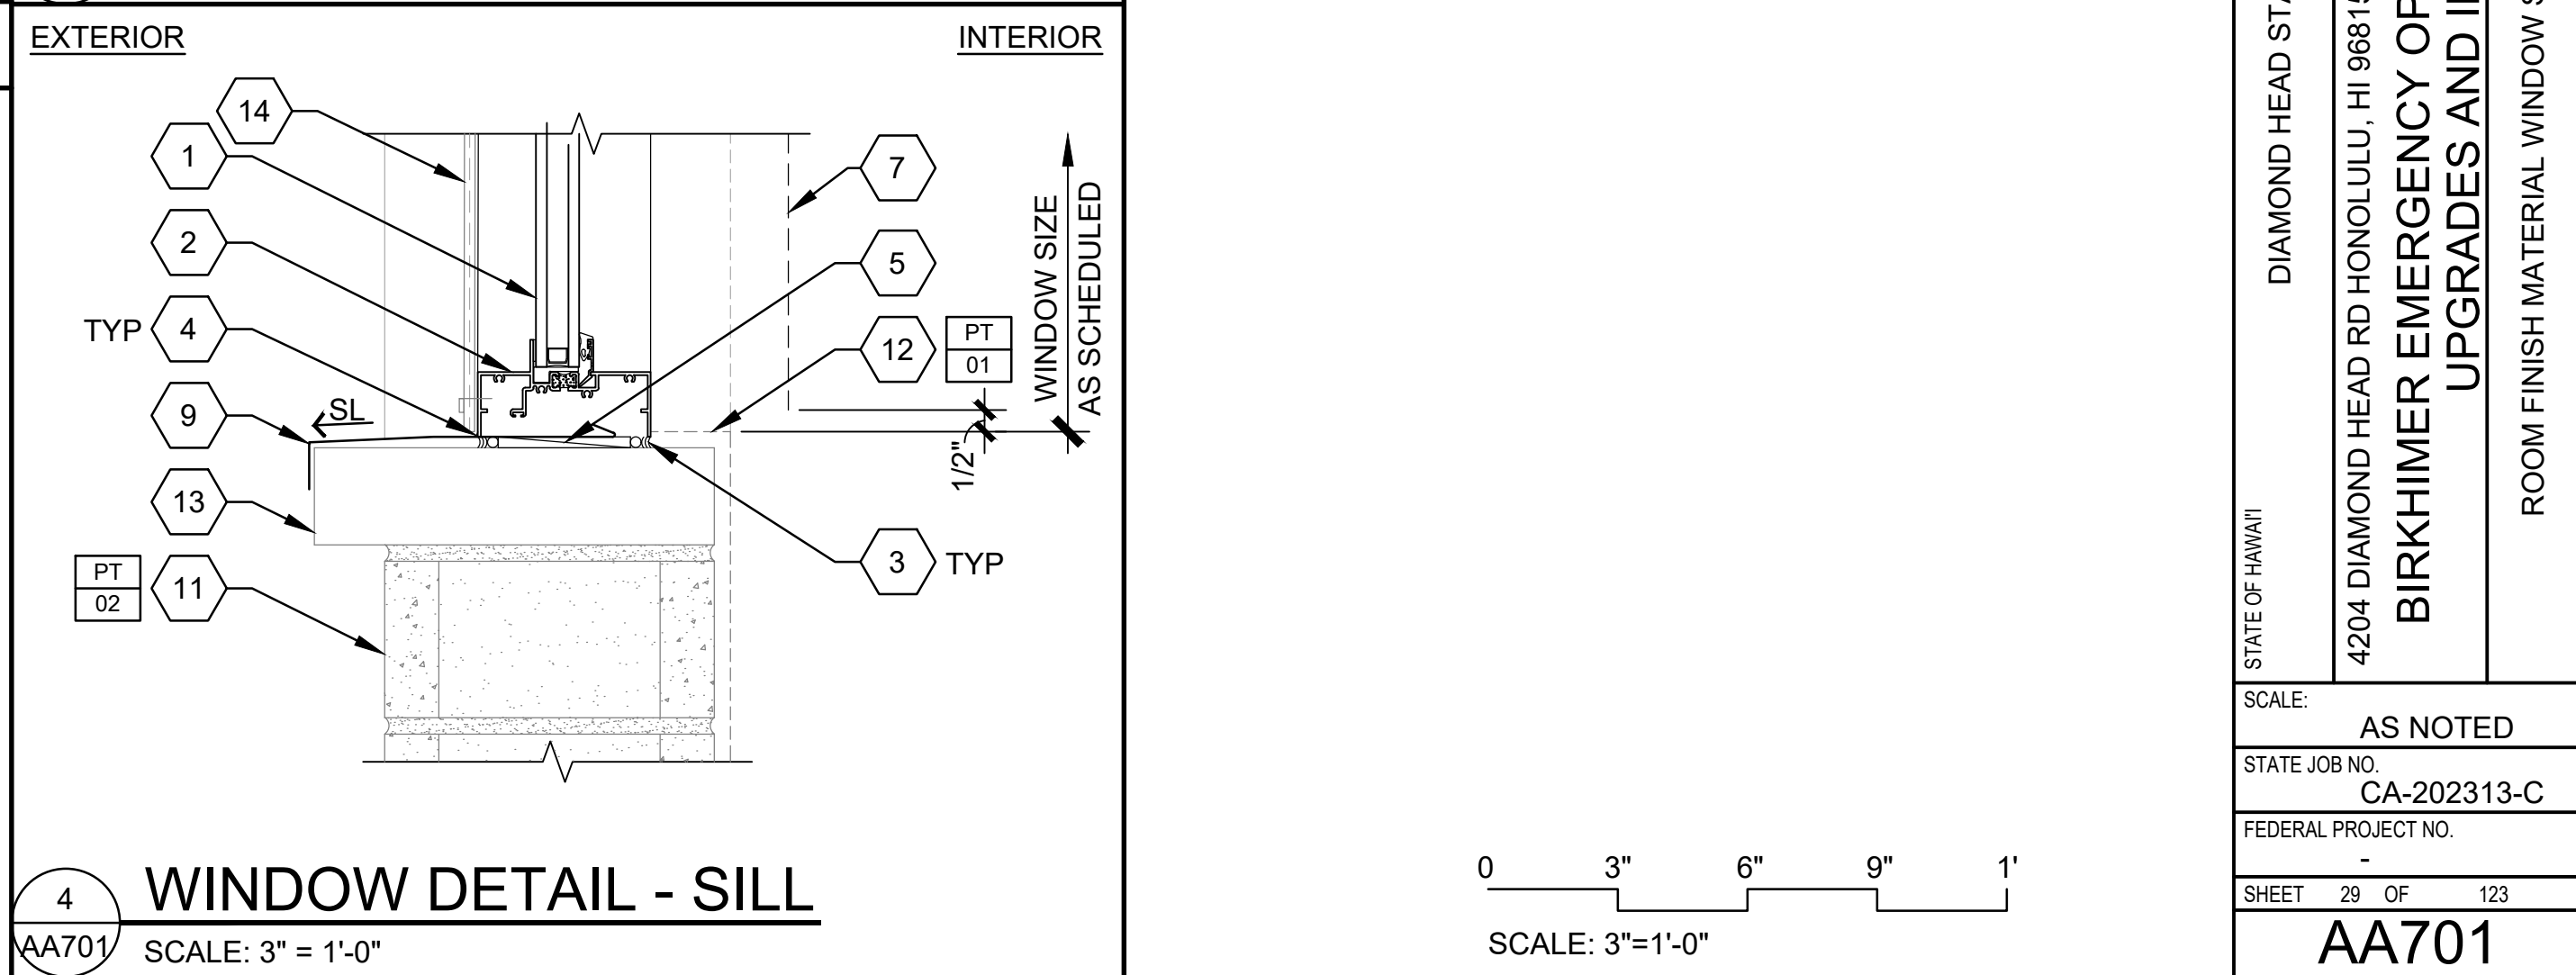 EXTERIOR
INTERIOR
14
1
2
TYP 4
9
SL
13
PT
02
11
7
5
12
PT
01
3 TYP
1/2"
WINDOW SIZE
AS SCHEDULED
4
AA701
WINDOW DETAIL - SILL
SCALE: 3" = 1'-0"
0 3" 6" 9" 1'
SCALE: 3"=1'-0"
STATE OF HAWAI'I
DIAMOND HEAD
4204 DIAMOND HEAD RD HONOLULU, HI 96815
BIRKHIMER EMERGENCY
UPGRADES AND
ROOM FINISH MATERIAL WINDOW
SCALE:
AS NOTED
STATE JOB NO.
CA-202313-C
FEDERAL PROJECT NO.
-
SHEET 29 OF 123
AA701